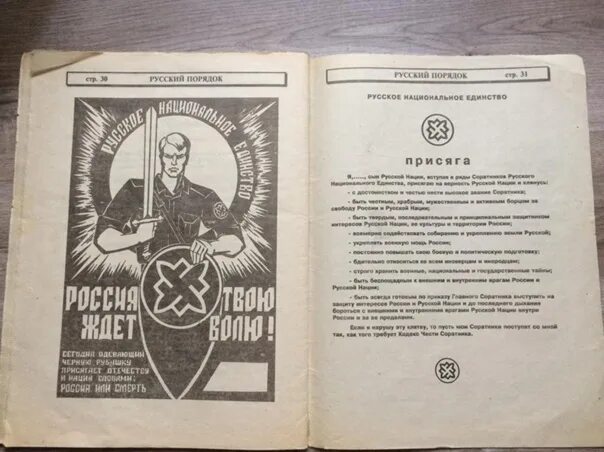 стр. 30 РУССКИЙ ПОРЯДОК
РУССКОЕ НАЦИОНАЛЬНОЕ ЕДИНСТВО
РОССИЯ ТВОЮ
ЖДЕТ ВОЛЮ!
СЕГОДНЯ ОДЕВАЮЩИЙ
ЧЕРНУЮ РУБАШКУ
ПРИСЯГАЕТ ОТЕЧЕСТВУ
И НАЦИИ СЛОВАМИ:
РОССИЯ ИЛИ СМЕРТЬ
РУССКИЙ ПОРЯДОК стр. 31
РУССКОЕ НАЦИОНАЛЬНОЕ ЕДИНСТВО
присяга
Я,....., сын Русской Нации, вступая в ряды Соратников Русского
Национального Единства, присягаю на верность Русской Нации и клянусь:
- с достоинством и честью нести высокое звание Соратника;
- быть честным, храбрым, мужественным и активным борцом за
свободу России и Русской Нации;
- быть твердым, последовательным и принципиальным защитником
интересов Русской Нации, ее культуры и территории России;
- всемерно содействовать собиранию и укреплению земли Русской;
- укреплять военную мощь России;
- постоянно повышать свою боевую и политическую подготовку;
- бдительно относиться ко всем иноверцам и инородцам;
- строго хранить военные, национальные и государственные тайны;
- быть беспощадным к внешним и внутренним врагам России и
Русской Нации;
- быть всегда готовым по приказу Главного Соратника выступить на
защиту интересов России и Русской Нации и до последнего дыхания
бороться с внешними и внутренними врагами Русской Нации внутри
России и за ее пределами.
Если я нарушу эту клятву, то пусть мои Соратники поступят со мной
так, как того требует Кодекс Чести Соратника.